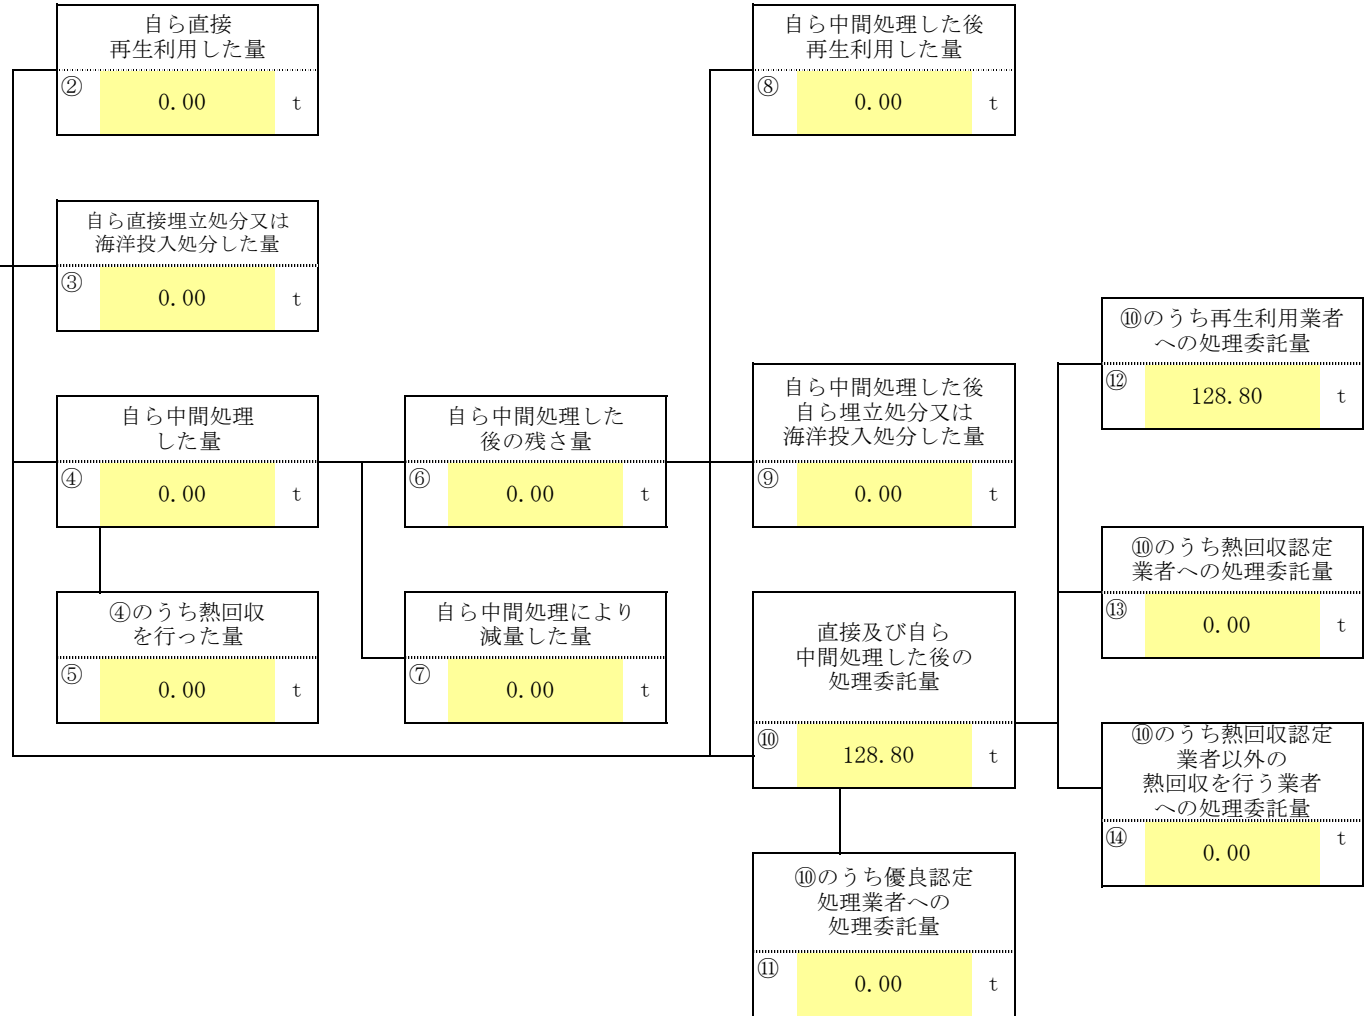 自ら直接
再生利用した量
②
0.00
t
自ら中間処理した後
再生利用した量
⑧
0.00
t
自ら直接埋立処分又は
海洋投入処分した量
③
0.00
t
⑩のうち再生利用業者
への処理委託量
⑫
128.80
t
自ら中間処理
した量
④
0.00
t
自ら中間処理した
後の残さ量
⑥
0.00
t
自ら中間処理した後
自ら埋立処分又は
海洋投入処分した量
⑨
0.00
t
⑩のうち熱回収認定
業者への処理委託量
⑬
0.00
t
④のうち熱回収
を行った量
⑤
0.00
t
自ら中間処理により
減量した量
⑦
0.00
t
直接及び自ら
中間処理した後の
処理委託量
⑩
128.80
t
⑩のうち熱回収認定
業者以外の
熱回収を行う業者
への処理委託量
⑭
0.00
t
⑩のうち優良認定
処理業者への
処理委託量
⑪
0.00
t